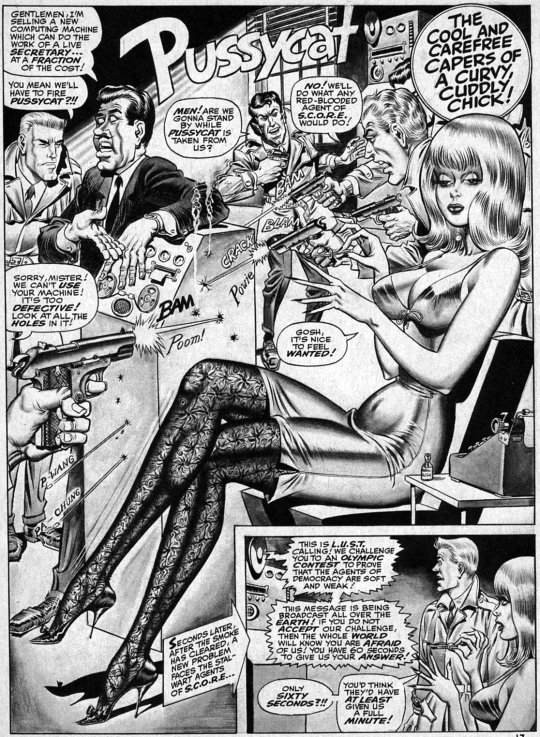 GENTLEMEN, I'M
SELLING A NEW
COMPUTING MACHINE
WHICH CAN DO THE
WORK OF A LIVE
SECRETARY...
AT A FRACTION
OF THE COST!
YOU MEAN WE'LL
HAVE TO FIRE
PUSSYCAT?!!
Pussycat
THE
COOL AND
CAREFREE
CAPERS OF
A CURVY,
CUDDLY
CHICK!
MEN! ARE WE
GONNA STAND
BY WHILE
PUSSYCAT IS
TAKEN FROM
US?
NO! WE'LL
DO WHAT ANY
RED-BLOODED
AGENT OF
S.C.O.R.E.
WOULD DO!
BAM
BLAM
CRACK
Powie
SORRY, MISTER!
WE CAN'T USE
YOUR MACHINE!
IT'S TOO
DEFECTIVE!
LOOK AT ALL THE
HOLES IN IT!
BAM
Poom!
GOSH,
IT'S NICE
TO FEEL
WANTED!
P-WANG
CHUNG
SECONDS LATER,
AFTER THE SMOKE
HAS CLEARED, A
NEW PROBLEM
FACES THE STAL-
WART AGENTS
OF S.C.O.R.E...
THIS IS L.U.S.T.
CALLING! WE CHALLENGE
YOU TO AN OLYMPIC
CONTEST TO PROVE
THAT THE AGENTS OF
DEMOCRACY ARE SOFT
AND WEAK!
THIS MESSAGE IS BEING
BROADCAST ALL OVER THE
EARTH! IF YOU DO NOT
ACCEPT OUR CHALLENGE,
THEN THE WHOLE WORLD
WILL KNOW YOU ARE AFRAID
OF US! YOU HAVE 60 SECONDS
TO GIVE US YOUR ANSWER!
ONLY
SIXTY
SECONDS?!!
YOU'D THINK
THEY'D HAVE
AT LEAST
GIVEN US
A FULL
MINUTE!